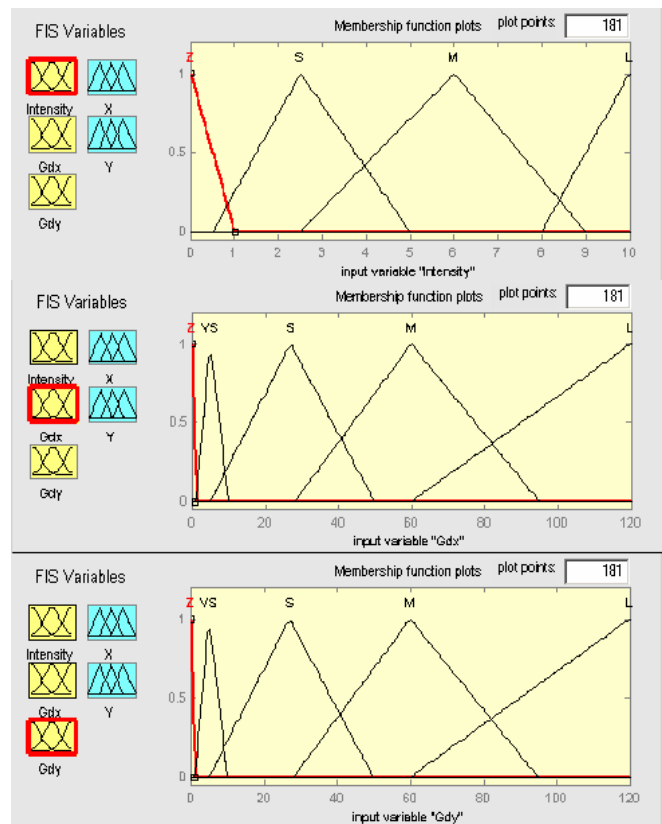 FIS Variables
Membership function plots plot points: 181
Z S M L
Intensity X
Gdx Y
Gdy
1
0.5
0
0 1 2 3 4 5 6 7 8 9 10
input variable "Intensity"
FIS Variables
Membership function plots plot points: 181
Z VS S M L
Intensity X
Gdx Y
Gdy
1
0.5
0
0 20 40 60 80 100 120
input variable "Gdx"
FIS Variables
Membership function plots plot points: 181
Z VS S M L
Intensity X
Gdx Y
Gdy
1
0.5
0
0 20 40 60 80 100 120
input variable "Gdy"